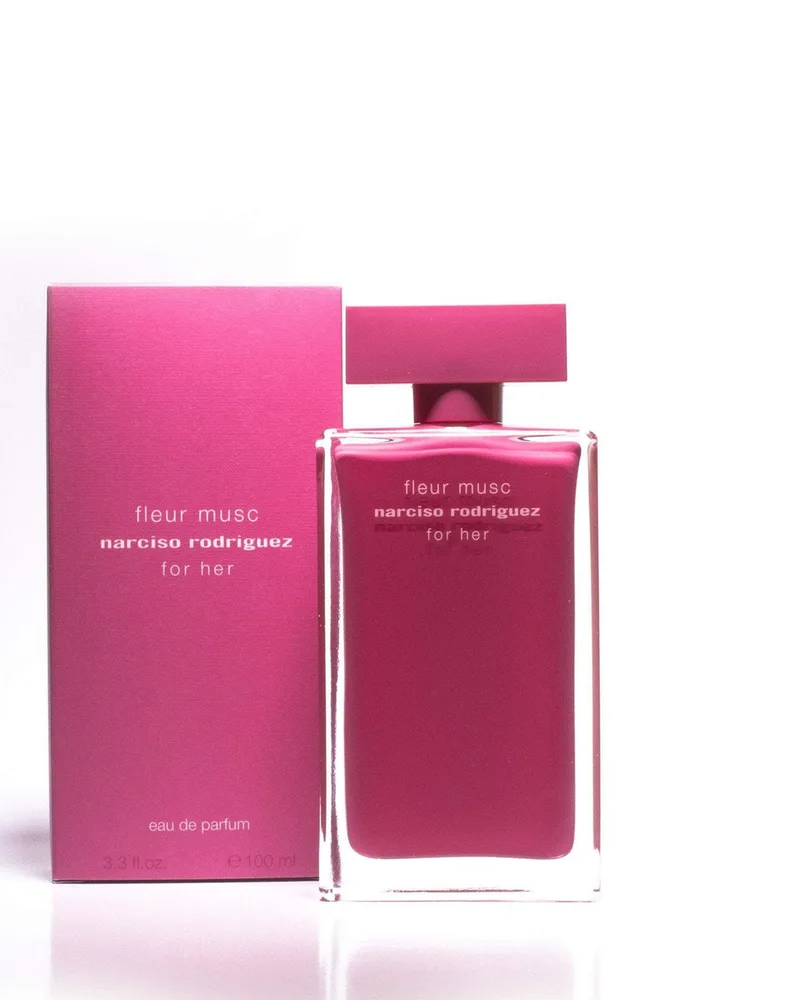 fleur musc
narciso rodriguez
for her
eau de parfum
3.3 fl.oz. ℮ 100 ml
fleur musc
narciso rodriguez
for her